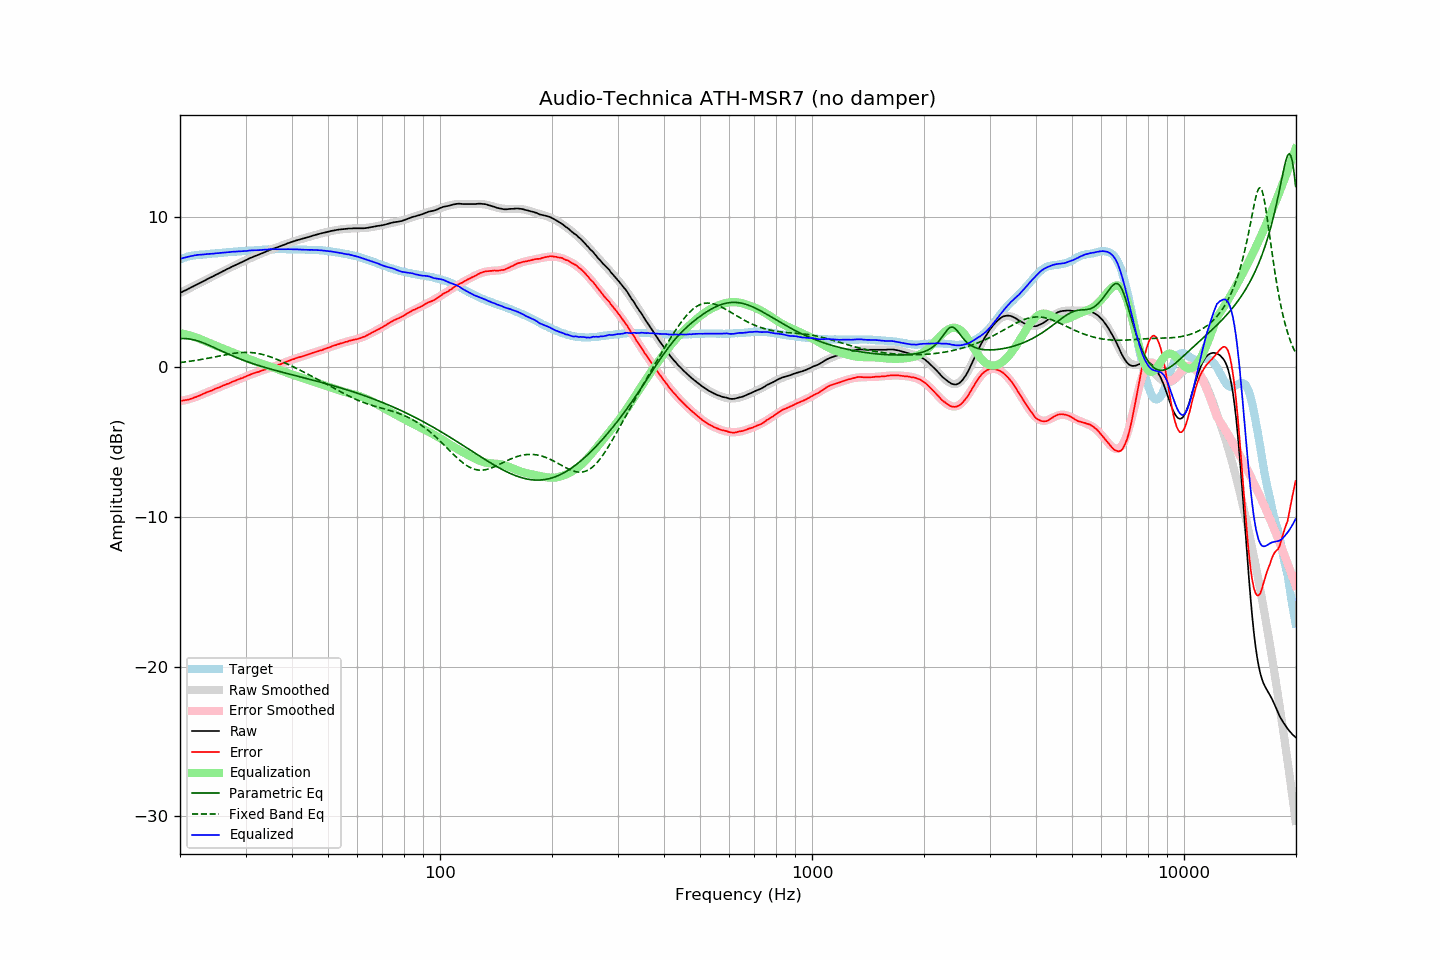 Audio-Technica ATH-MSR7 (no damper)
Amplitude (dBr)
10
0
−10
−20
−30
Target
Raw Smoothed
Error Smoothed
Raw
Error
Equalization
Parametric Eq
Fixed Band Eq
Equalized
100
1000
10000
Frequency (Hz)